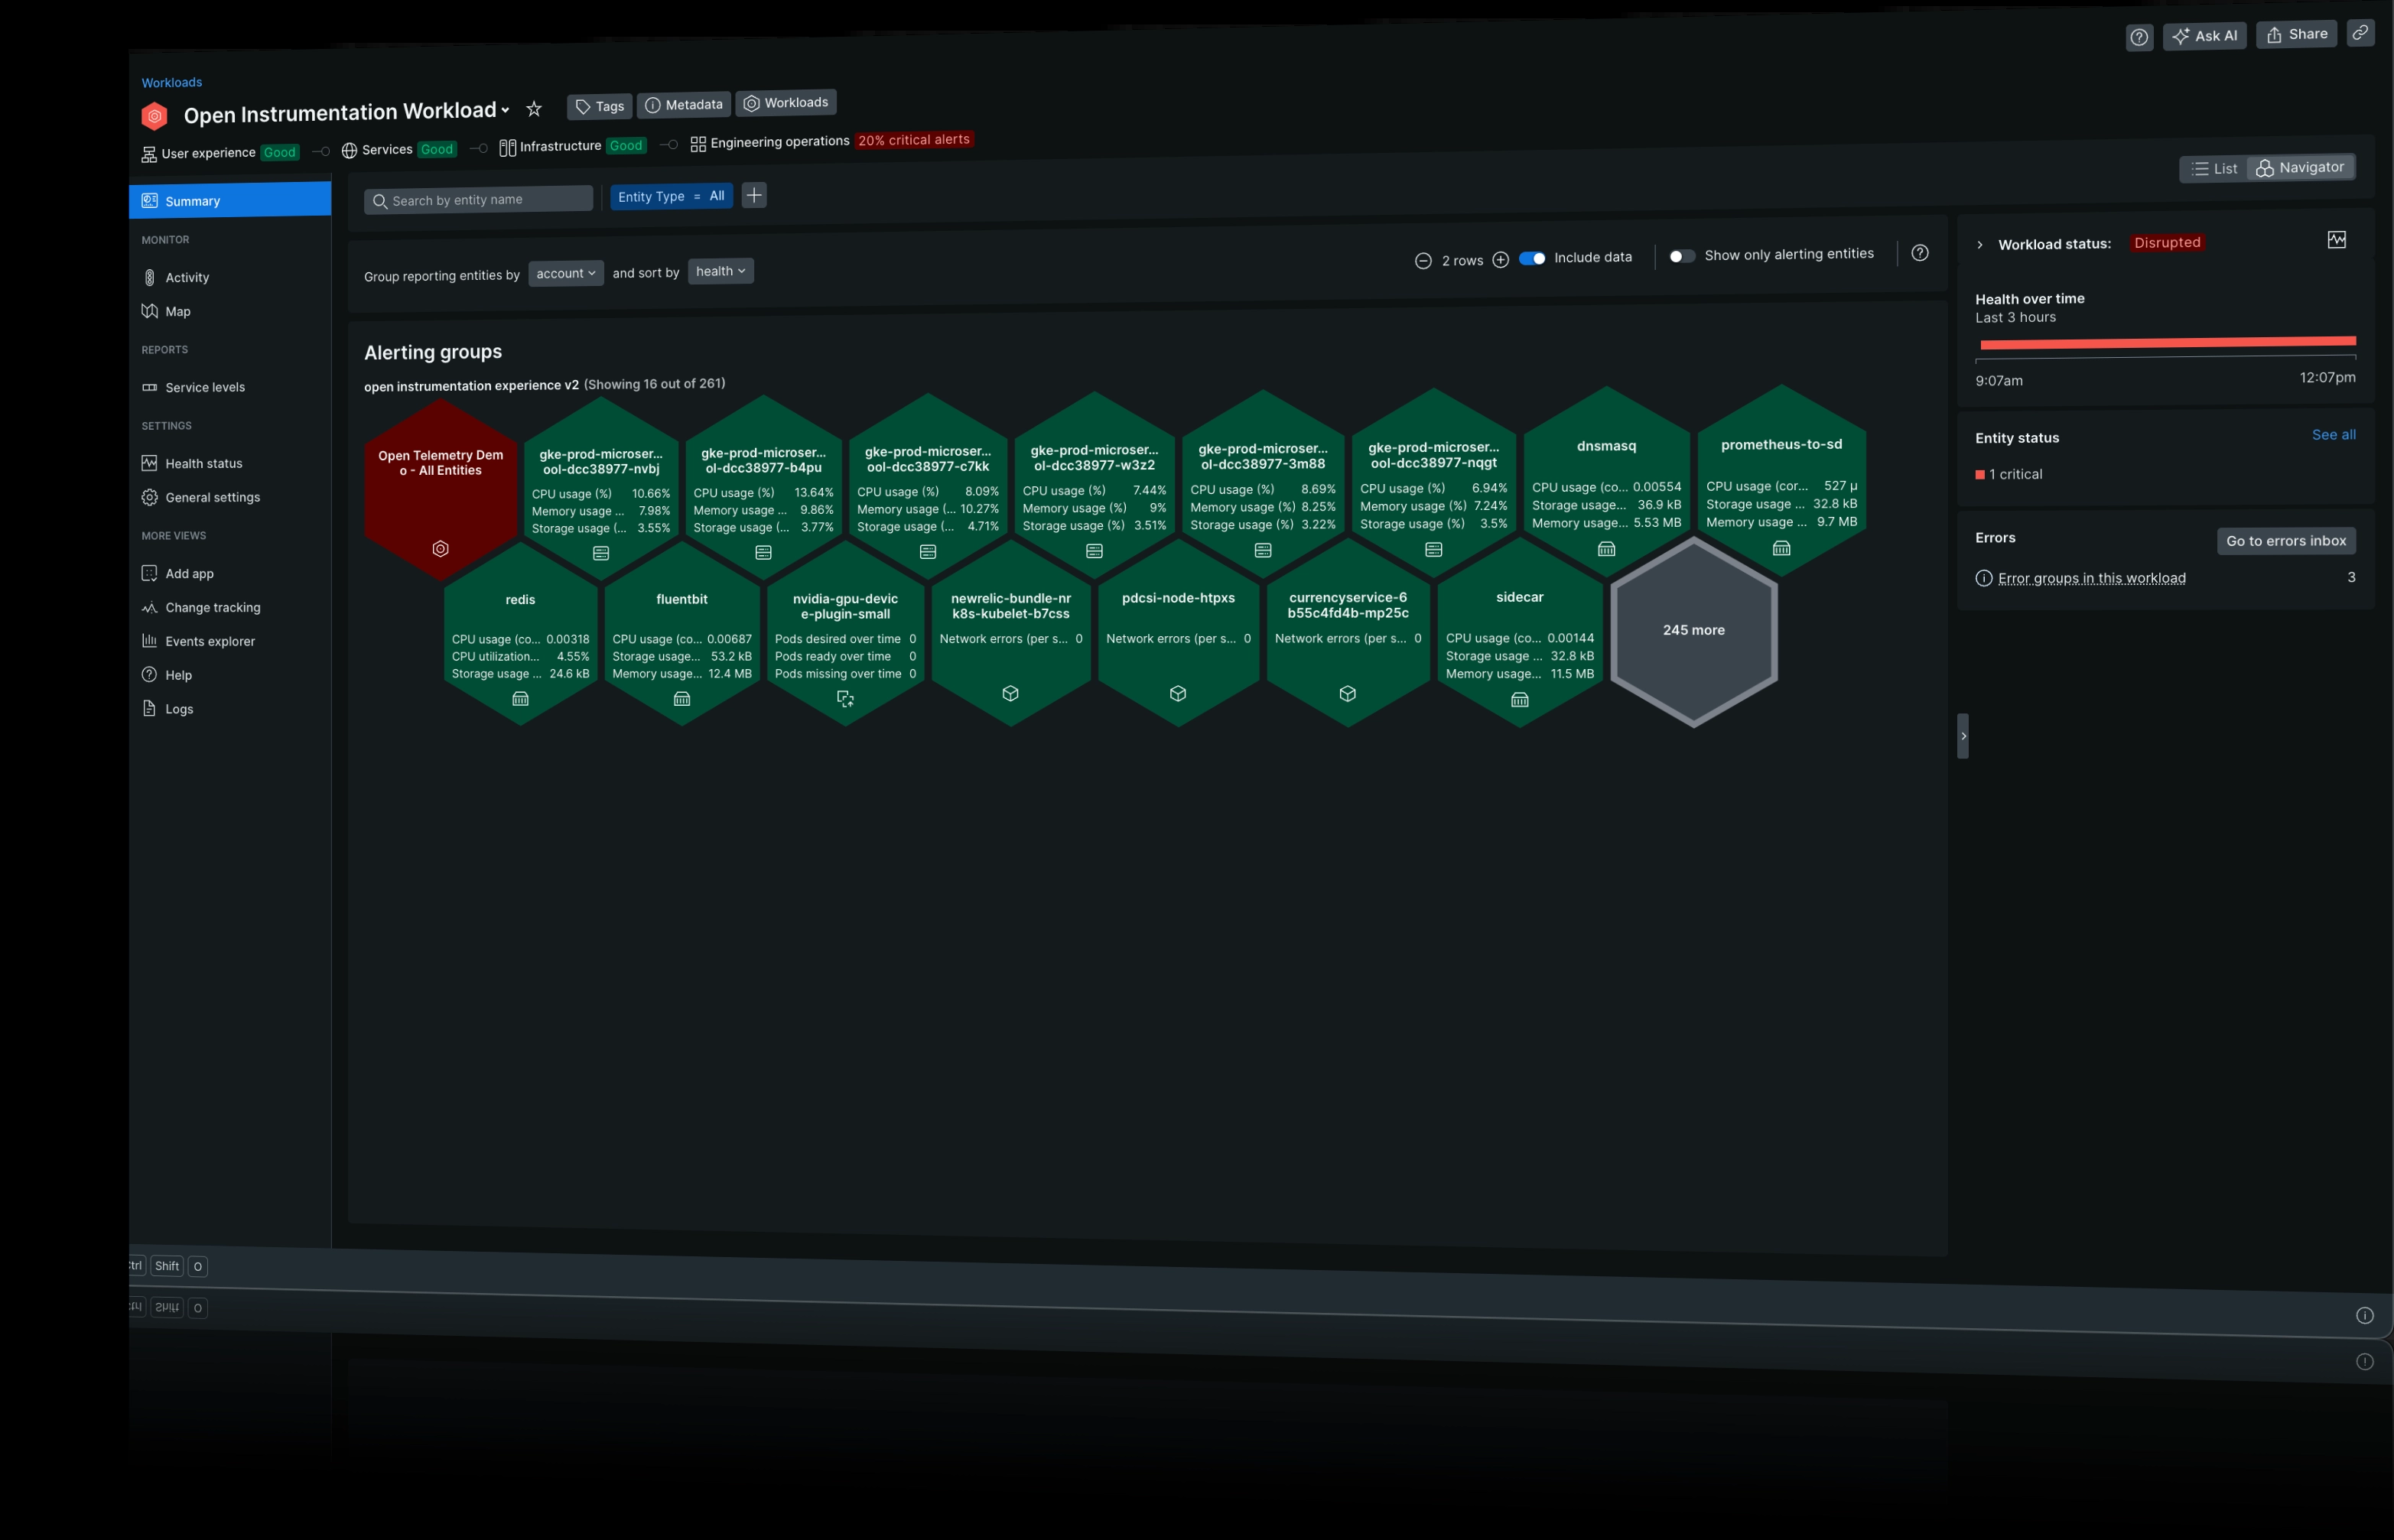 Ask AI
Share
Workloads
Open Instrumentation Workload
Tags
Metadata
Workloads
User experience Good
Services Good
Infrastructure Good
Engineering operations 20% critical alerts
Summary
MONITOR
Activity
Map
REPORTS
Service levels
SETTINGS
Health status
General settings
MORE VIEWS
Add app
Change tracking
Events explorer
Help
Logs
Search by entity name
Entity Type = All
List
Navigator
Group reporting entities by account and sort by health
2 rows
Include data
Show only alerting entities
Alerting groups
open instrumentation experience v2 (Showing 16 out of 261)
Open Telemetry Dem
o - All Entities
gke-prod-microser...
ool-dcc38977-nvbj
CPU usage (%) 10.66%
Memory usage ... 7.98%
Storage usage (... 3.55%
gke-prod-microser...
ol-dcc38977-b4pu
CPU usage (%) 13.64%
Memory usage ... 9.86%
Storage usage (... 3.77%
gke-prod-microser...
ool-dcc38977-c7kk
CPU usage (%) 8.09%
Memory usage (... 10.27%
Storage usage (... 4.71%
gke-prod-microser...
ol-dcc38977-w3z2
CPU usage (%) 7.44%
Memory usage (%) 9%
Storage usage (%) 3.51%
gke-prod-microser...
ol-dcc38977-3m88
CPU usage (%) 8.69%
Memory usage (%) 8.25%
Storage usage (%) 3.22%
gke-prod-microser...
ool-dcc38977-nqgt
CPU usage (%) 6.94%
Memory usage (%) 7.24%
Storage usage (%) 3.5%
dnsmasq
CPU usage (co... 0.00554
Storage usage... 36.9 kB
Memory usage... 5.53 MB
prometheus-to-sd
CPU usage (cor... 527 µ
Storage usage ... 32.8 kB
Memory usage ... 9.7 MB
redis
CPU usage (co... 0.00318
CPU utilization... 4.55%
Storage usage ... 24.6 kB
fluentbit
CPU usage (co... 0.00687
Storage usage... 53.2 kB
Memory usage... 12.4 MB
nvidia-gpu-devic
e-plugin-small
Pods desired over time 0
Pods ready over time 0
Pods missing over time 0
newrelic-bundle-nr
k8s-kubelet-b7css
Network errors (per s... 0
pdcsi-node-htpxs
Network errors (per s... 0
currencyservice-6
b55c4fd4b-mp25c
Network errors (per s... 0
sidecar
CPU usage (co... 0.00144
Storage usage ... 32.8 kB
Memory usage... 11.5 MB
245 more
Workload status: Disrupted
Health over time
Last 3 hours
9:07am 12:07pm
Entity status See all
1 critical
Errors Go to errors inbox
Error groups in this workload 3
Shift O